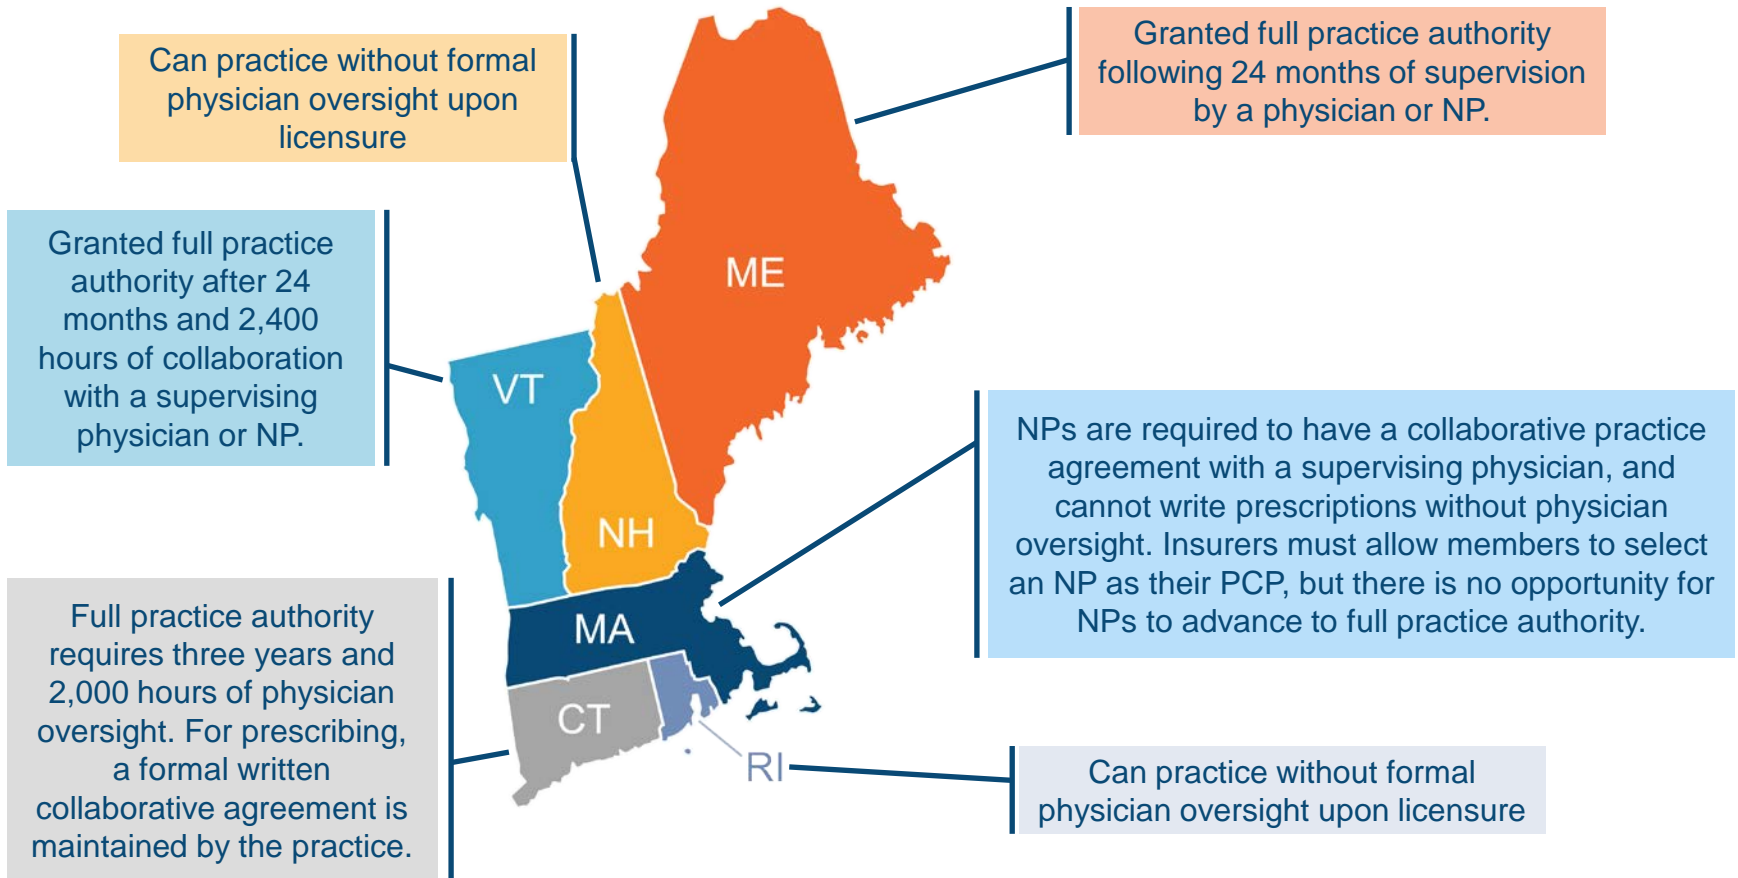 Can practice without formal
physician oversight upon
licensure
Granted full practice authority
following 24 months of supervision
by a physician or NP.
Granted full practice
authority after 24
months and 2,400
hours of collaboration
with a supervising
physician or NP.
ME
VT
NH
NPs are required to have a collaborative practice
agreement with a supervising physician, and
cannot write prescriptions without physician
oversight. Insurers must allow members to select
an NP as their PCP, but there is no opportunity for
NPs to advance to full practice authority.
MA
Full practice authority
requires three years and
2,000 hours of physician
oversight. For prescribing,
a formal written
collaborative agreement is
maintained by the practice.
CT
RI
Can practice without formal
physician oversight upon licensure